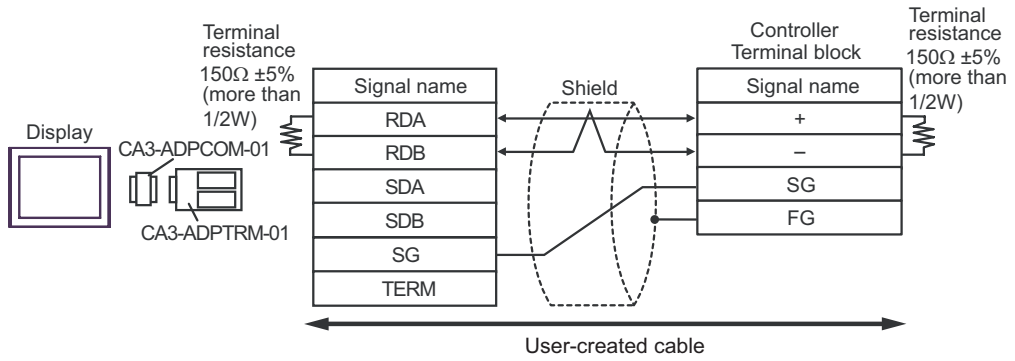 Terminal
resistance
150Ω ±5%
(more than
1/2W)
Display
CA3-ADPCOM-01
CA3-ADPTRM-01
Signal name
RDA
RDB
SDA
SDB
SG
TERM
Shield
Controller
Terminal block
Signal name
+
–
SG
FG
Terminal
resistance
150Ω ±5%
(more than
1/2W)
User-created cable